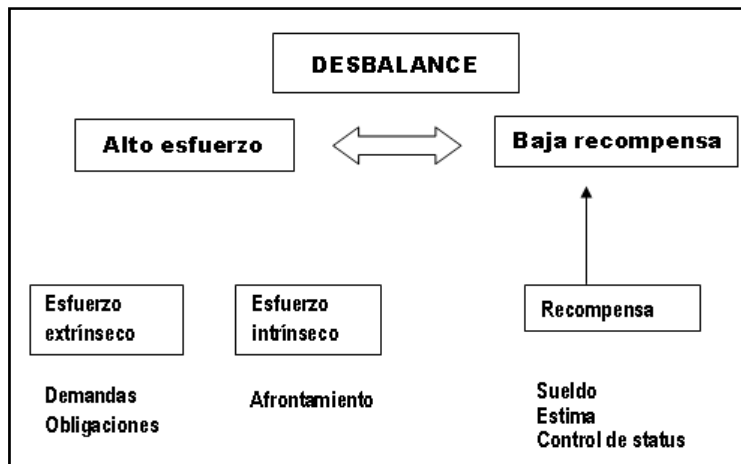 DESBALANCE
Alto esfuerzo
Baja recompensa
Esfuerzo
extrínseco
Esfuerzo
intrínseco
Recompensa
Demandas
Obligaciones
Afrontamiento
Sueldo
Estima
Control de status